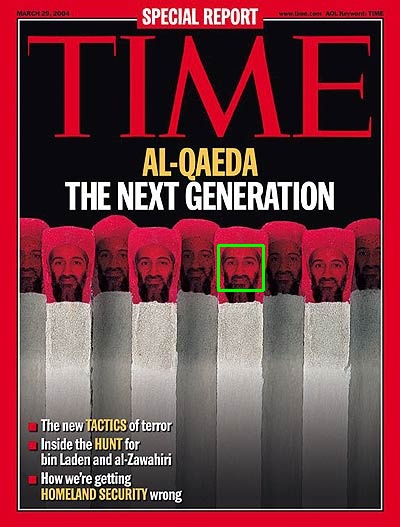 SPECIAL REPORT
MARCH 29, 2004
www.time.com AOL Keyword: TIME
TIME
AL-QAEDA
THE NEXT GENERATION
The new TACTICS of terror
Inside the HUNT for
bin Laden and al-Zawahiri
How we're getting
HOMELAND SECURITY wrong